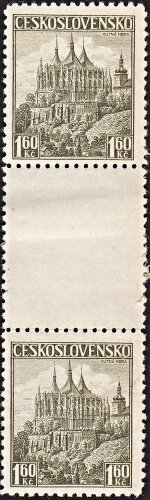 ČESKOSLOVENSKO
KUTNÁ HORA
1.60 1.60
Kč Kč
ČESKOSLOVENSKO
KUTNÁ HORA
1.60 1.60
Kč Kč